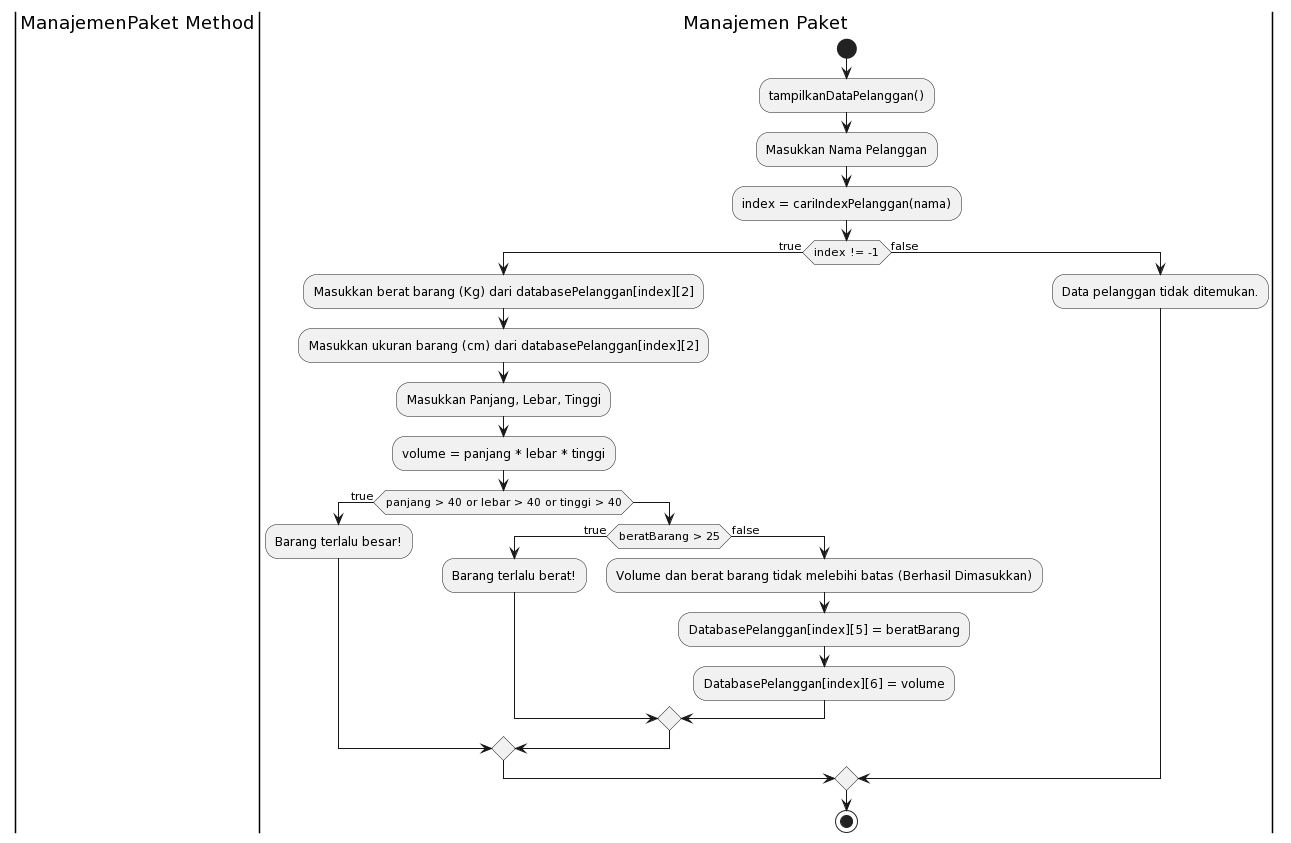 ManajemenPaket Method
Manajemen Paket
tampilkanDataPelanggan()
Masukkan Nama Pelanggan
index = cariIndexPelanggan(nama)
true
index != -1
false
Masukkan berat barang (Kg) dari databasePelanggan[index][2]
Data pelanggan tidak ditemukan.
Masukkan ukuran barang (cm) dari databasePelanggan[index][2]
Masukkan Panjang, Lebar, Tinggi
volume = panjang * lebar * tinggi
true
panjang > 40 or lebar > 40 or tinggi > 40
Barang terlalu besar!
true
beratBarang > 25
false
Barang terlalu berat!
Volume dan berat barang tidak melebihi batas (Berhasil Dimasukkan)
DatabasePelanggan[index][5] = beratBarang
DatabasePelanggan[index][6] = volume